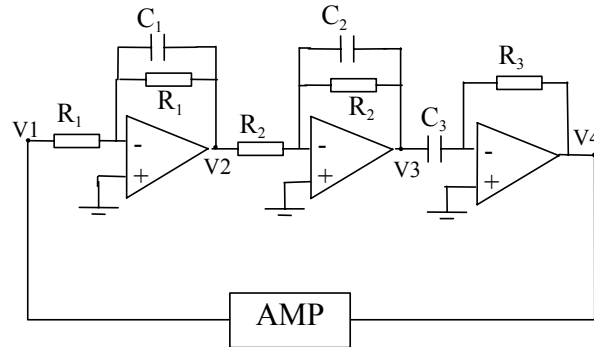 C₁ C₂
R₁ R₂ R₃
V1 R₁ - + V2 R₂ - + V3 C₃ - + V4
AMP